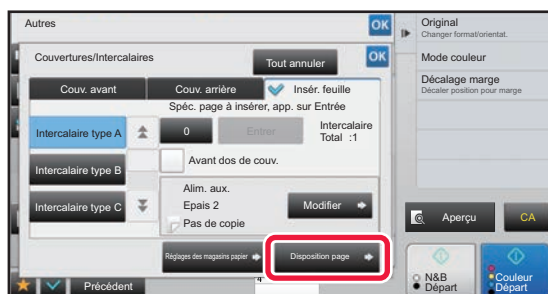 Autres
OK
Original
Changer format/orientat.
Couvertures/Intercalaires
Tout annuler
OK
Mode couleur
Couv. avant
Couv. arrière
Insér. feuille
Décalage marge
Décaler position pour marge
Spéc. page à insérer, app. sur Entrée
Intercalaire type A
0
Entrer
Intercalaire
Total :1
Intercalaire type B
Avant dos de couv.
Intercalaire type C
Alim. aux.
Epais 2
Pas de copie
Modifier
Aperçu
CA
Réglages des magasins papier
Disposition page
Précédent
N&B
Départ
Couleur
Départ